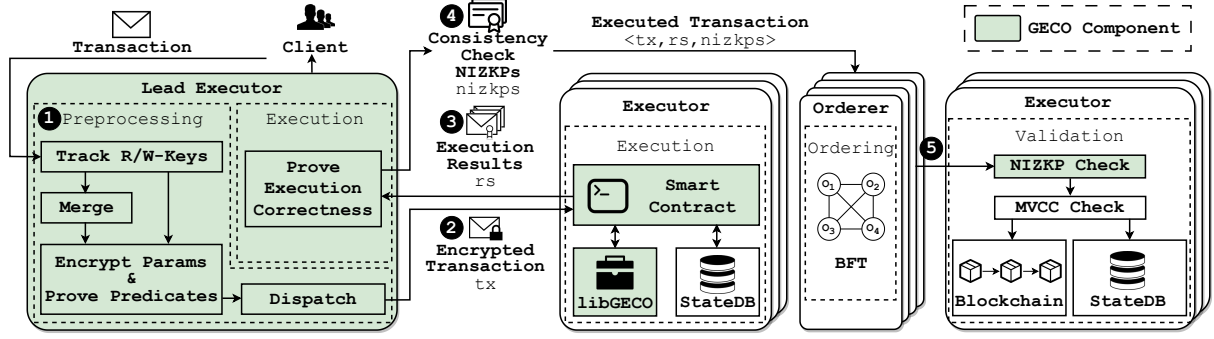 Transaction
Client
Lead Executor
1
Preprocessing
Track R/W-Keys
Merge
Encrypt Params
&
Prove Predicates
Dispatch
Execution
Prove
Execution
Correctness
4
Consistency
Check
NIZKPs
nizkps
3
Execution
Results
rs
2
Encrypted
Transaction
tx
Executed Transaction
<tx,rs,nizkps>
Executor
Execution
>_
Smart
Contract
libGECO
StateDB
Orderer
Ordering
O1
O2
O3
O4
BFT
5
GECO Component
Executor
Validation
NIZKP Check
MVCC Check
Blockchain
StateDB